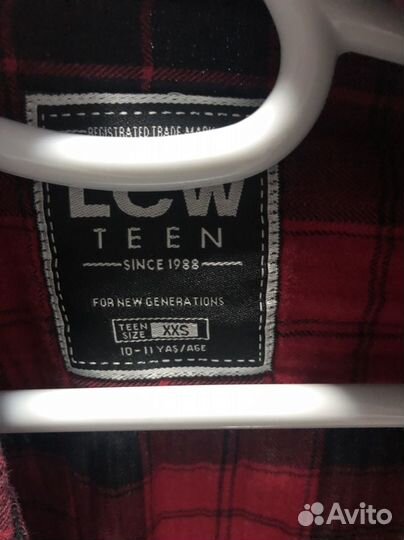 REGISTRATED TRADE MARK
LCW
TEEN
SINCE 1988
FOR NEW GENERATIONS
TEEN SIZE XXS
10-11 YAS/AGE
Avito